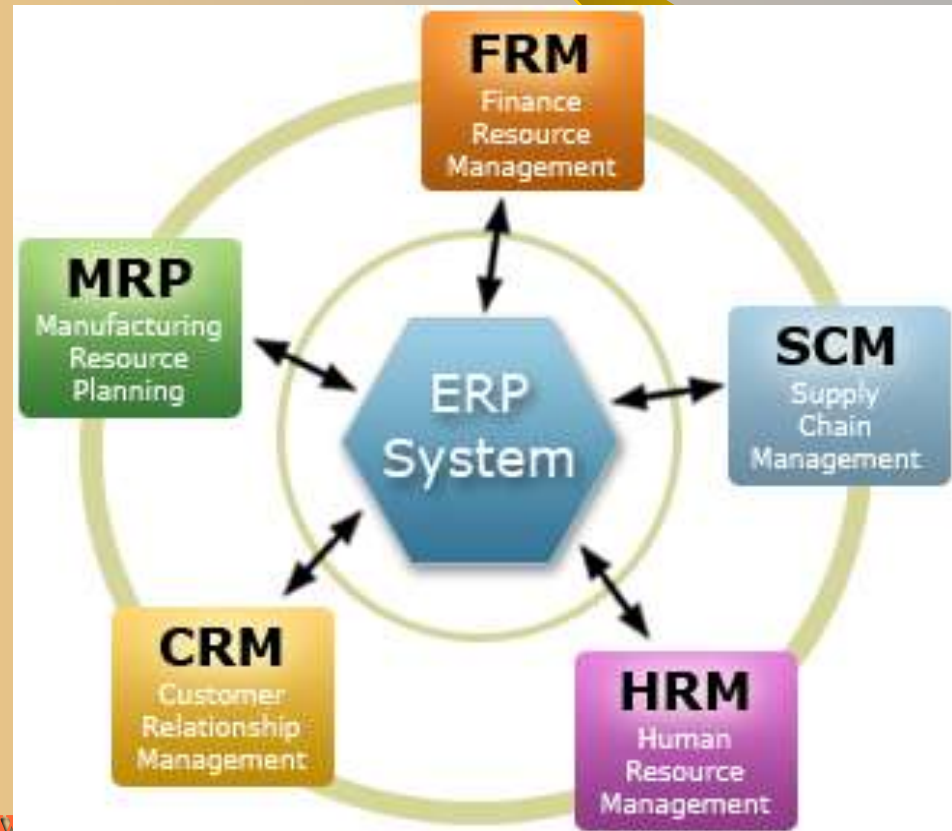 FRM
Finance
Resource
Management
MRP
Manufacturing
Resource
Planning
SCM
Supply
Chain
Management
ERP
System
CRM
Customer
Relationship
Management
HRM
Human
Resource
Management